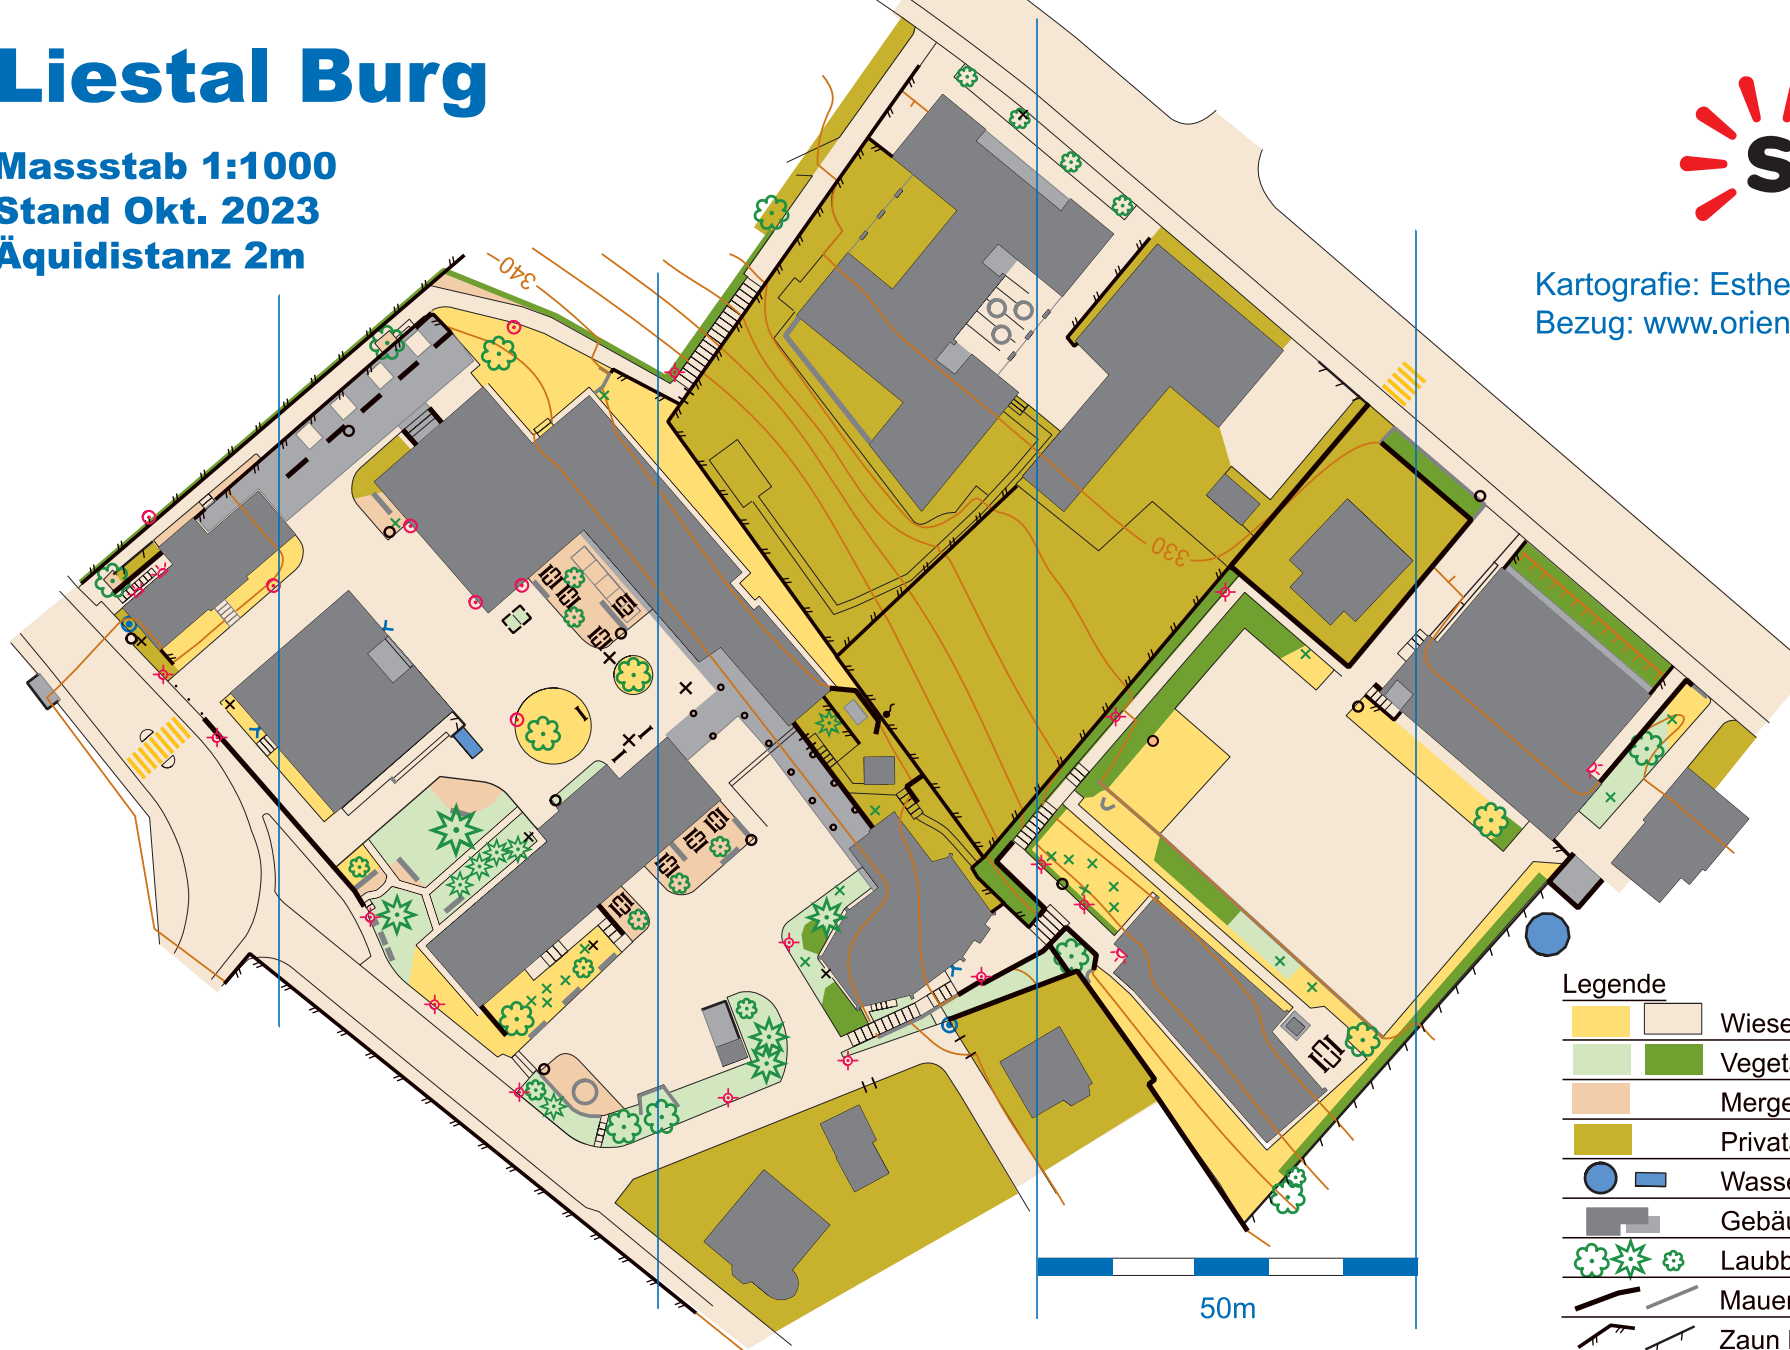 Liestal Burg
Massstab 1:1000
Stand Okt. 2023
Äquidistanz 2m
S
Kartografie: Esthe
Bezug: www.orien
340
330
50m
Legende
Wiese
Veget
Merge
Privat
Wasse
Gebäu
Laubb
Mauer
Zaun